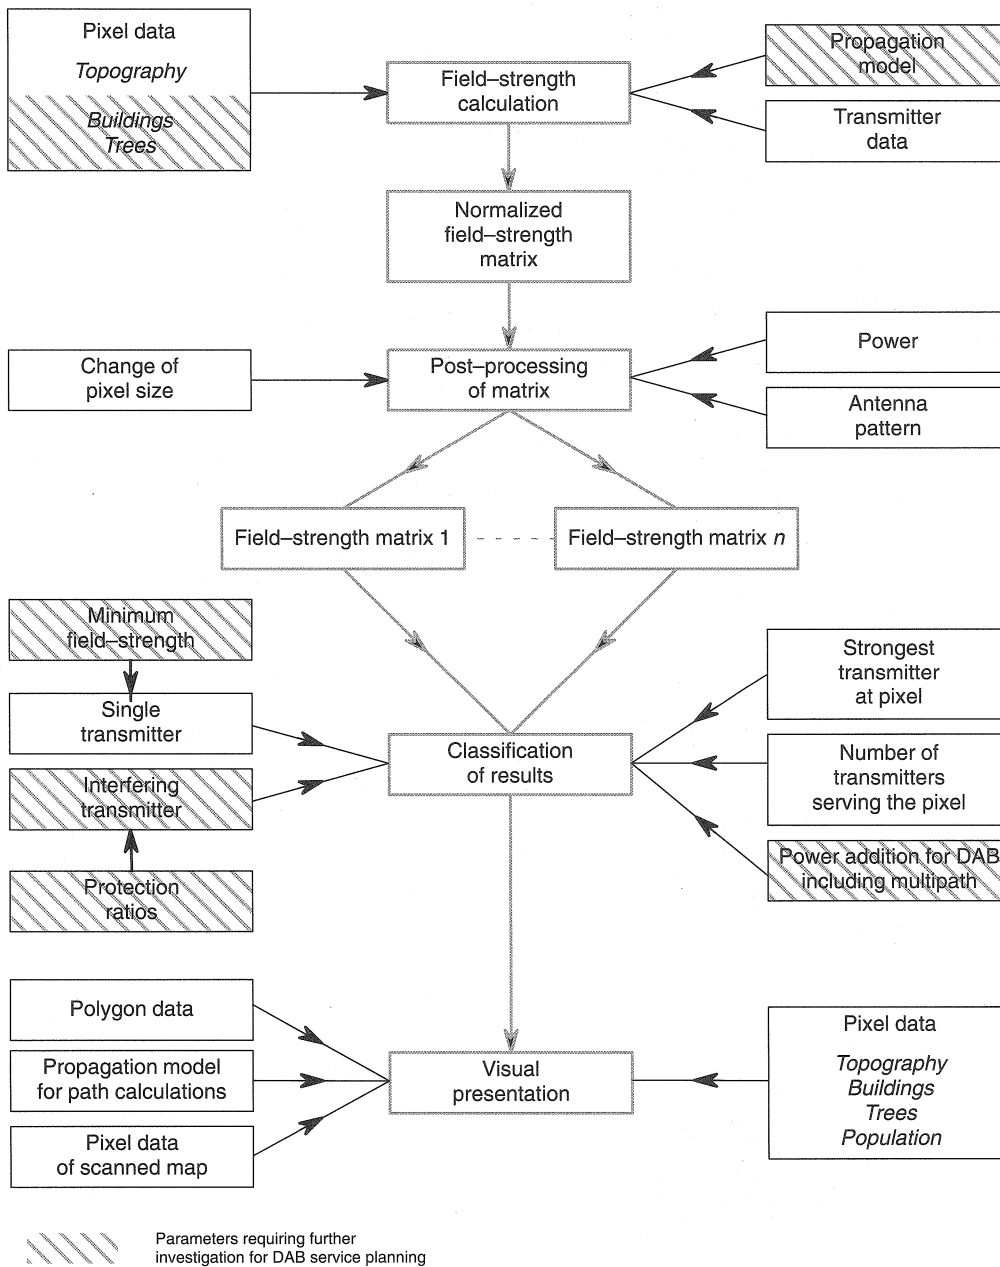 Pixel data
Topography
Buildings
Trees
Field–strength
calculation
Propagation
model
Transmitter
data
Normalized
field–strength
matrix
Change of
pixel size
Post–processing
of matrix
Power
Antenna
pattern
Field–strength matrix 1
Field–strength matrix n
Minimum
field–strength
Single
transmitter
Interfering
transmitter
Protection
ratios
Classification
of results
Strongest
transmitter
at pixel
Number of
transmitters
serving the pixel
Power addition for DAB
including multipath
Polygon data
Propagation model
for path calculations
Pixel data
of scanned map
Visual
presentation
Pixel data
Topography
Buildings
Trees
Population
Parameters requiring further
investigation for DAB service planning